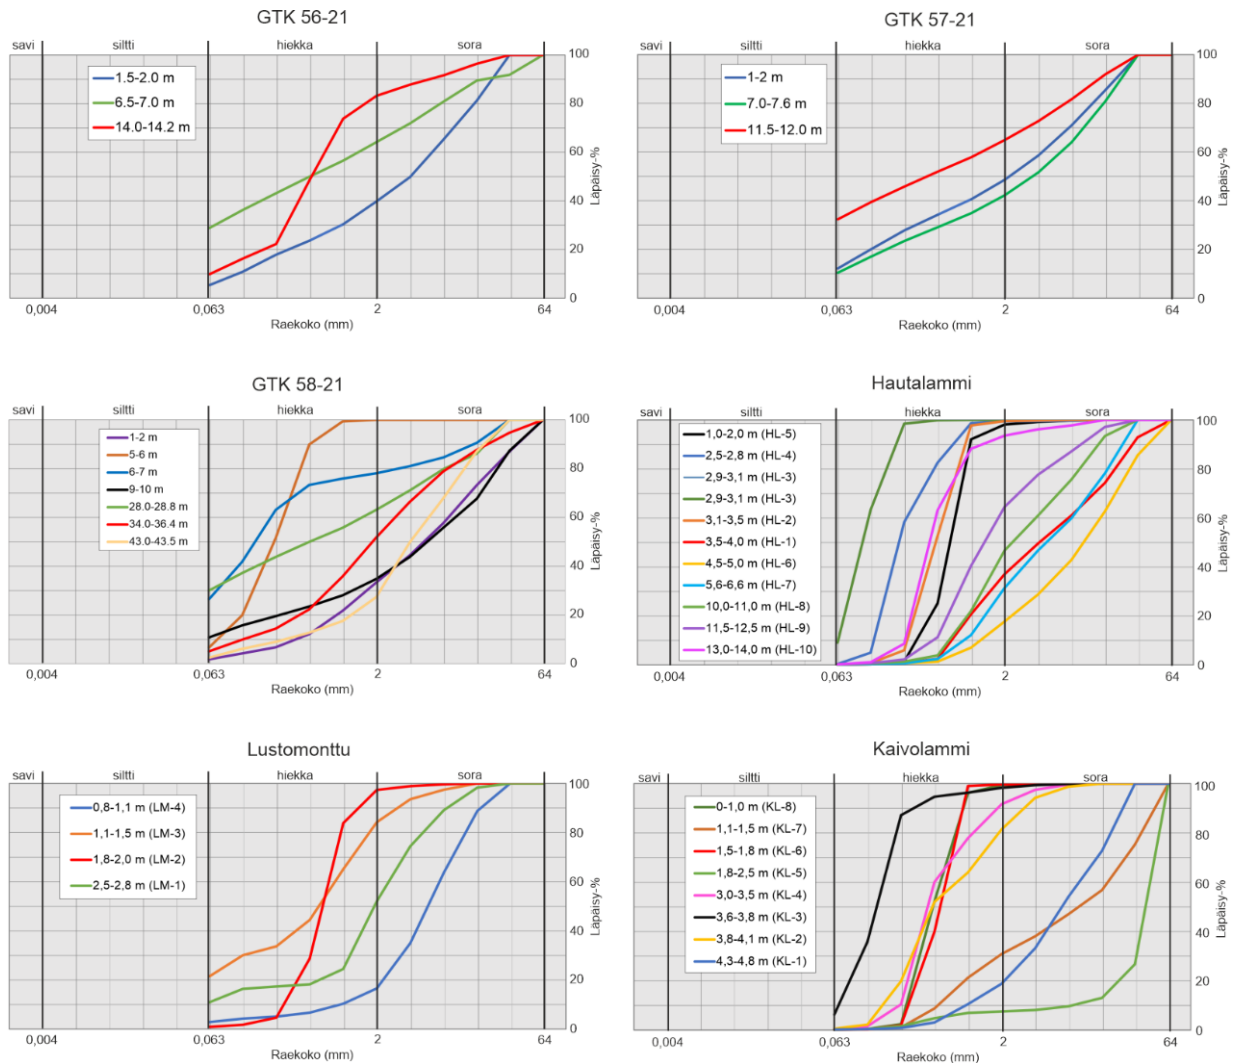 GTK 56-21
savi siltti hiekka sora
1.5-2.0 m
6.5-7.0 m
14.0-14.2 m
100
80
60
40
20
0
Läpäisy-%
0,004 0,063 2 64
Raekoko (mm)
GTK 57-21
savi siltti hiekka sora
1-2 m
7.0-7.6 m
11.5-12.0 m
100
80
60
40
20
0
Läpäisy-%
0,004 0,063 2 64
Raekoko (mm)
GTK 58-21
savi siltti hiekka sora
1-2 m
5-6 m
6-7 m
9-10 m
28.0-28.8 m
34.0-36.4 m
43.0-43.5 m
100
80
60
40
20
0
Läpäisy-%
0,004 0,063 2 64
Raekoko (mm)
Hautalammi
savi siltti hiekka sora
1,0-2,0 m (HL-5)
2,5-2,8 m (HL-4)
2,9-3,1 m (HL-3)
2,9-3,1 m (HL-3)
3,1-3,5 m (HL-2)
3,5-4,0 m (HL-1)
4,5-5,0 m (HL-6)
5,6-6,6 m (HL-7)
10,0-11,0 m (HL-8)
11,5-12,5 m (HL-9)
13,0-14,0 m (HL-10)
100
80
60
40
20
0
Läpäisy-%
0,004 0,063 2 64
Raekoko (mm)
Lustomonttu
savi siltti hiekka sora
0,8-1,1 m (LM-4)
1,1-1,5 m (LM-3)
1,8-2,0 m (LM-2)
2,5-2,8 m (LM-1)
100
80
60
40
20
0
Läpäisy-%
0,004 0,063 2 64
Raekoko (mm)
Kaivolammi
savi siltti hiekka sora
0-1,0 m (KL-8)
1,1-1,5 m (KL-7)
1,5-1,8 m (KL-6)
1,8-2,5 m (KL-5)
3,0-3,5 m (KL-4)
3,6-3,8 m (KL-3)
3,8-4,1 m (KL-2)
4,3-4,8 m (KL-1)
100
80
60
40
20
0
Läpäisy-%
0,004 0,063 2 64
Raekoko (mm)